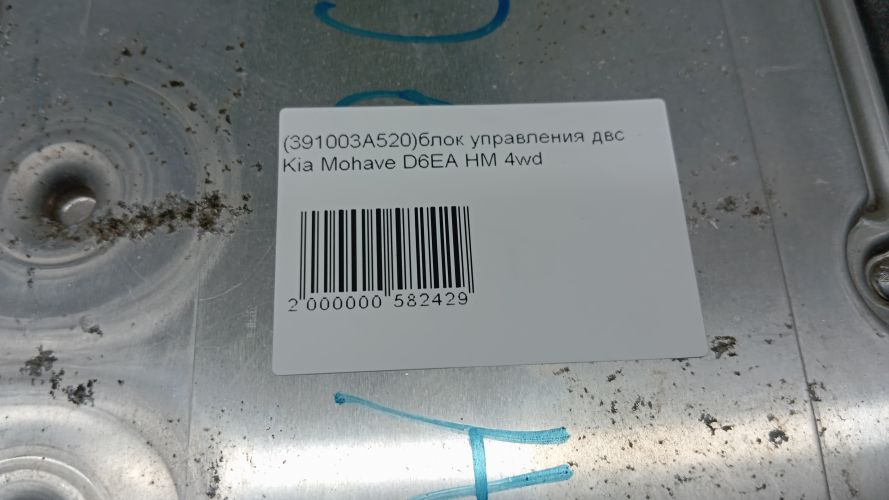 (391003A520)блок управления двс
Kia Mohave D6EA HM 4wd
2 000000 582429